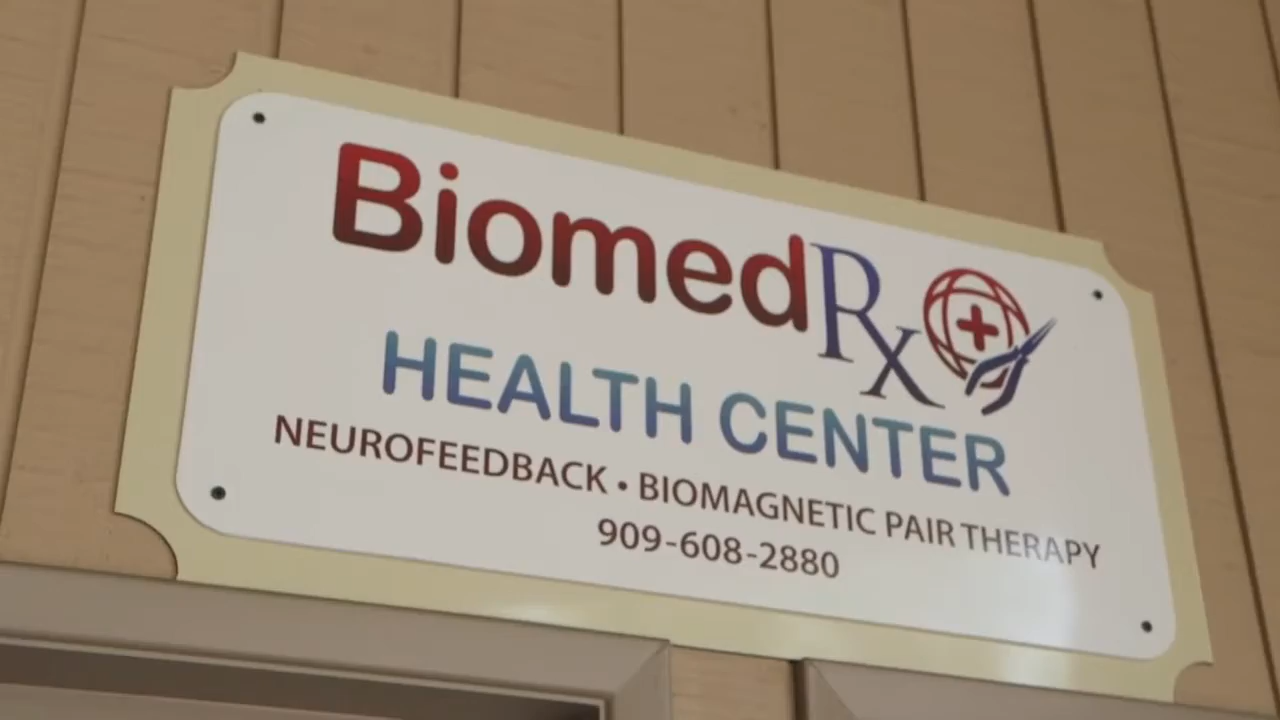 BiomedRx
HEALTH CENTER
NEUROFEEDBACK • BIOMAGNETIC PAIR THERAPY
909-608-2880